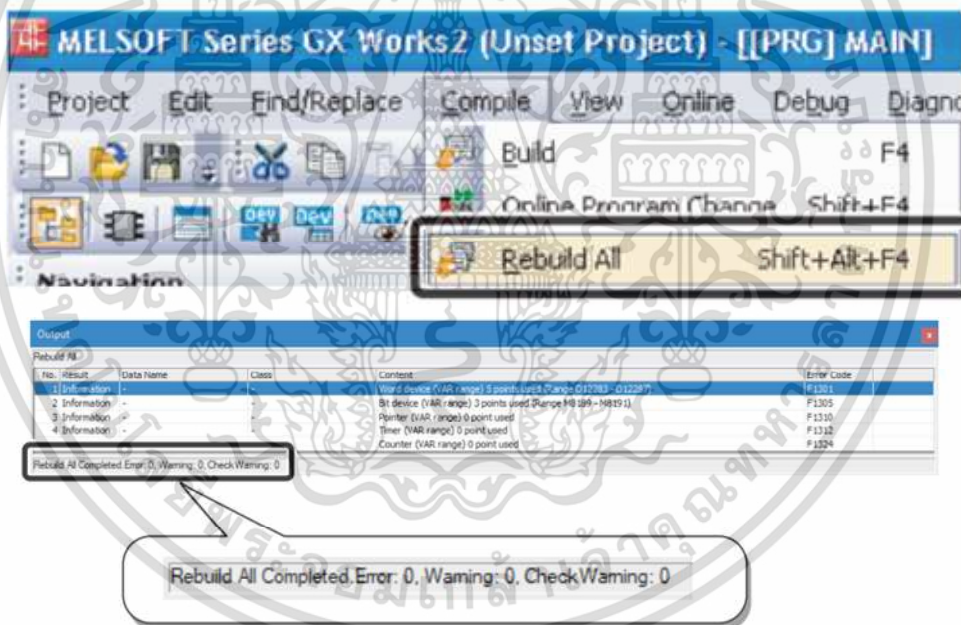 MELSOFT Series GX Works2 (Unset Project) - [[PRG] MAIN]
Project Edit Find/Replace Compile View Online Debug Diagno
Build F4
Online Program Change Shift+F4
Rebuild All Shift+Alt+F4
Navigation
Output
Rebuild All
No. Result Data Name Class Content Error Code
1 Information - - Word device (VAR range) 5 points used (Range D12283 - D12287) F1301
2 Information - - Bit device (VAR range) 3 points used (Range M8189 - M8191) F1305
3 Information - - Pointer (VAR range) 0 point used F1310
4 Information - - Timer (VAR range) 0 point used F1312
Counter (VAR range) 0 point used F1324
Rebuild All Completed. Error: 0, Warning: 0, CheckWarning: 0
Rebuild All Completed. Error: 0, Warning: 0, CheckWarning: 0